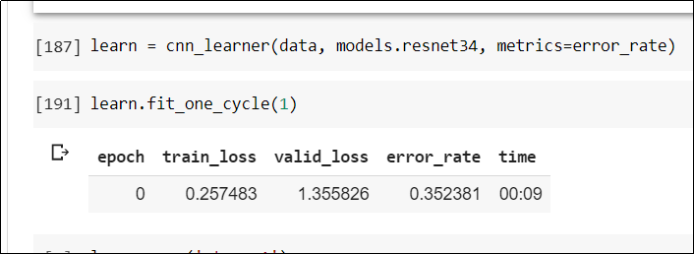 [187] learn = cnn_learner(data, models.resnet34, metrics=error_rate)
[191] learn.fit_one_cycle(1)
epoch train_loss valid_loss error_rate time
0 0.257483 1.355826 0.352381 00:09